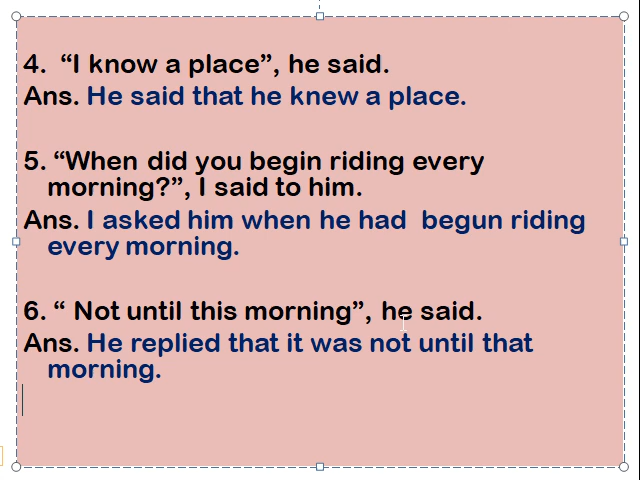 4.  “I know a place”, he said.
Ans. He said that he knew a place.
5. “When did you begin riding every
morning?”, I said to him.
Ans. I asked him when he had  begun riding
every morning.
6. “ Not until this morning”, he said.
Ans. He replied that it was not until that
morning.